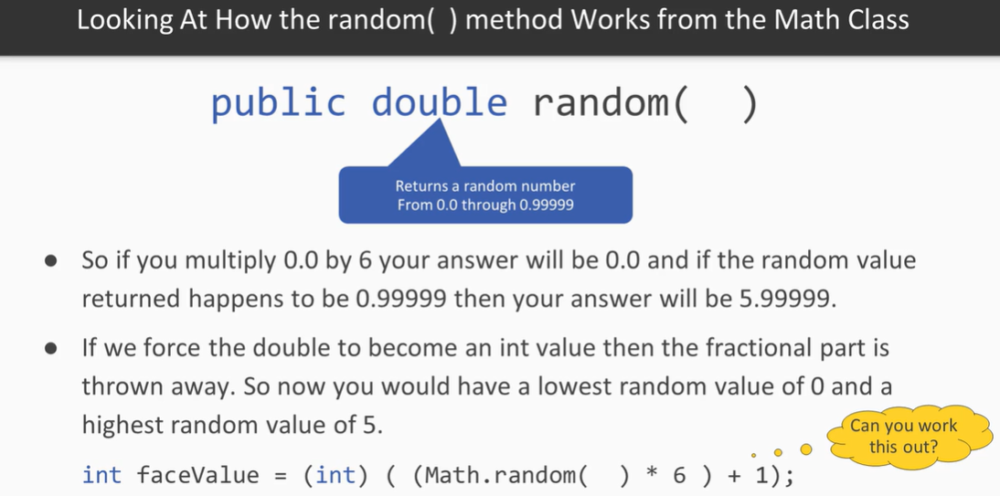 Looking At How the random( ) method Works from the Math Class
public double random(  )
Returns a random number
From 0.0 through 0.99999
● So if you multiply 0.0 by 6 your answer will be 0.0 and if the random value
returned happens to be 0.99999 then your answer will be 5.99999.
● If we force the double to become an int value then the fractional part is
thrown away. So now you would have a lowest random value of 0 and a
highest random value of 5.
Can you work
this out?
int faceValue = (int) ( (Math.random(  ) * 6 ) + 1);